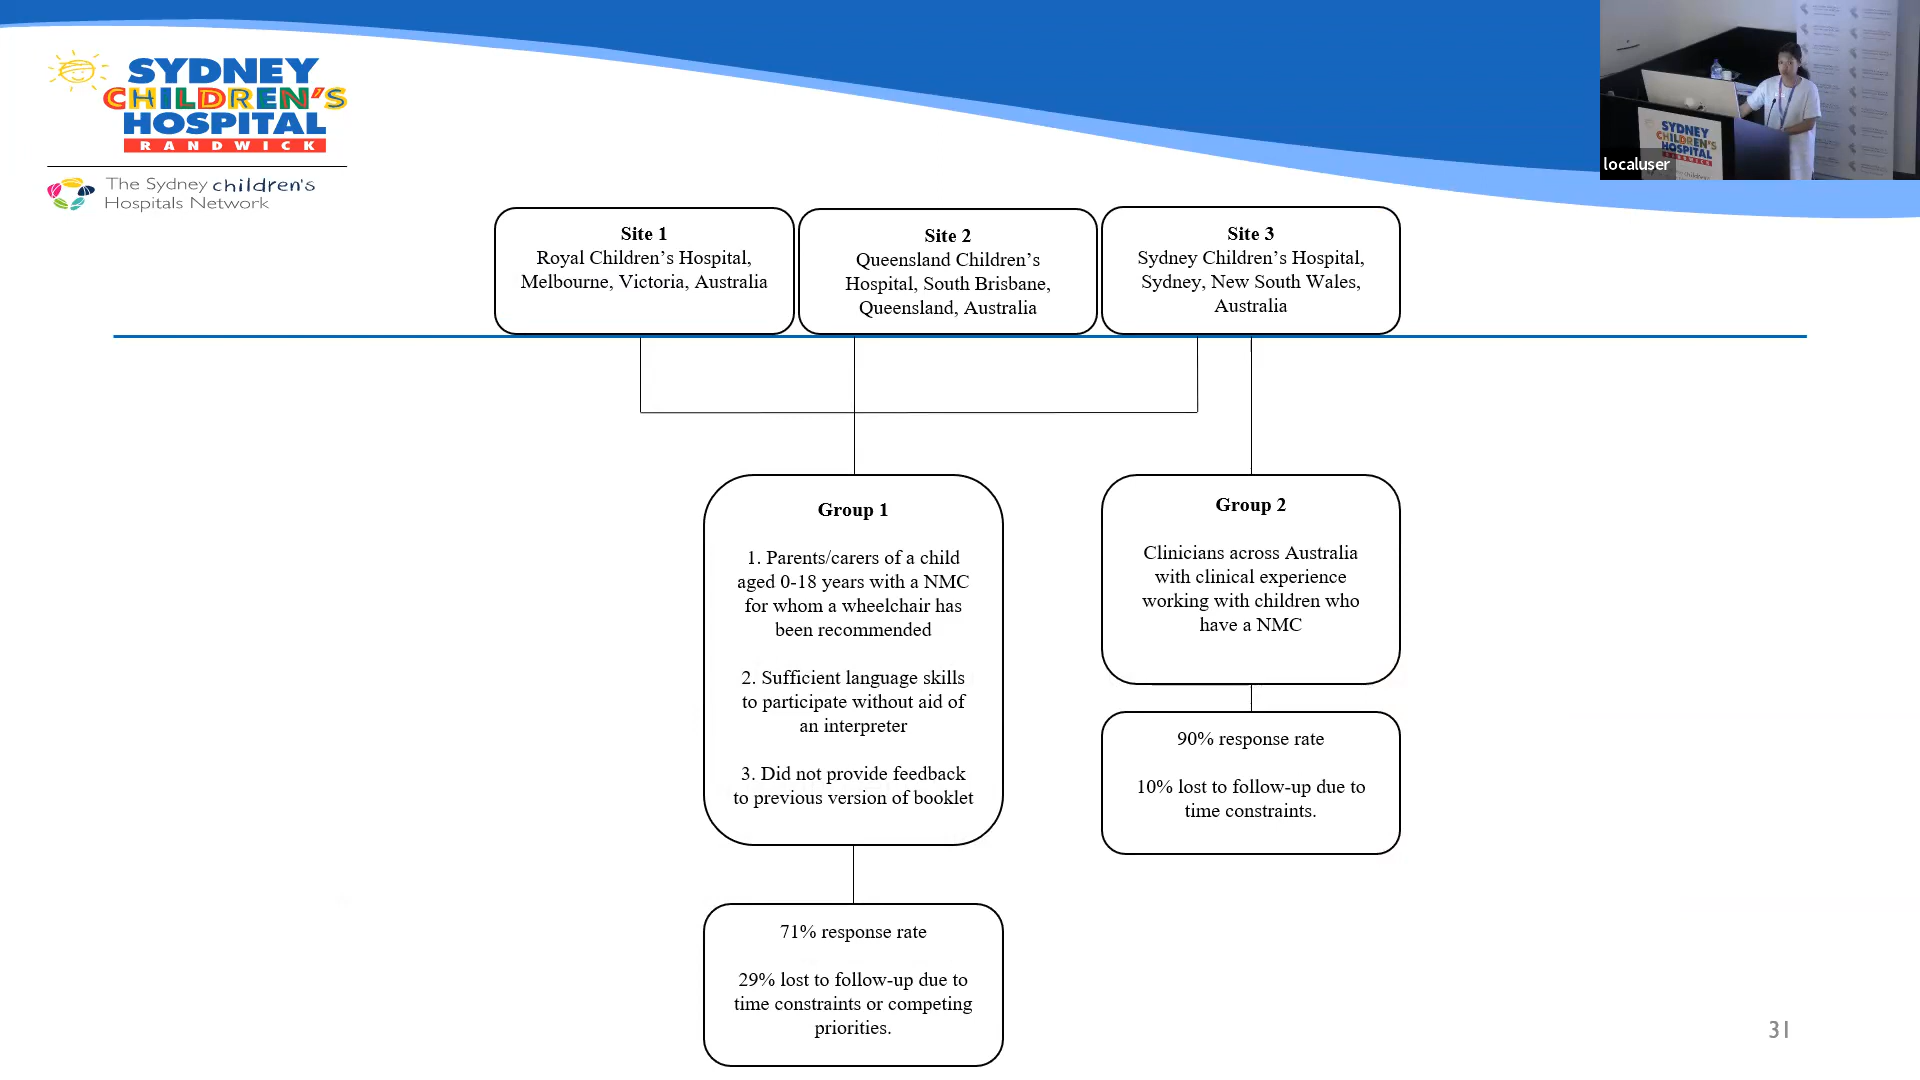 SYDNEY
CHILDREN'S
HOSPITAL
RANDWICK
The Sydney children's
Hospitals Network
SYDNEY
CHILDREN'S
HOSPITAL
localuser
Site 1
Royal Children’s Hospital,
Melbourne, Victoria, Australia
Site 2
Queensland Children’s
Hospital, South Brisbane,
Queensland, Australia
Site 3
Sydney Children’s Hospital,
Sydney, New South Wales,
Australia
Group 1
1. Parents/carers of a child
aged 0-18 years with a NMC
for whom a wheelchair has
been recommended
2. Sufficient language skills
to participate without aid of
an interpreter
3. Did not provide feedback
to previous version of booklet
Group 2
Clinicians across Australia
with clinical experience
working with children who
have a NMC
90% response rate
10% lost to follow-up due to
time constraints.
71% response rate
29% lost to follow-up due to
time constraints or competing
priorities.
31